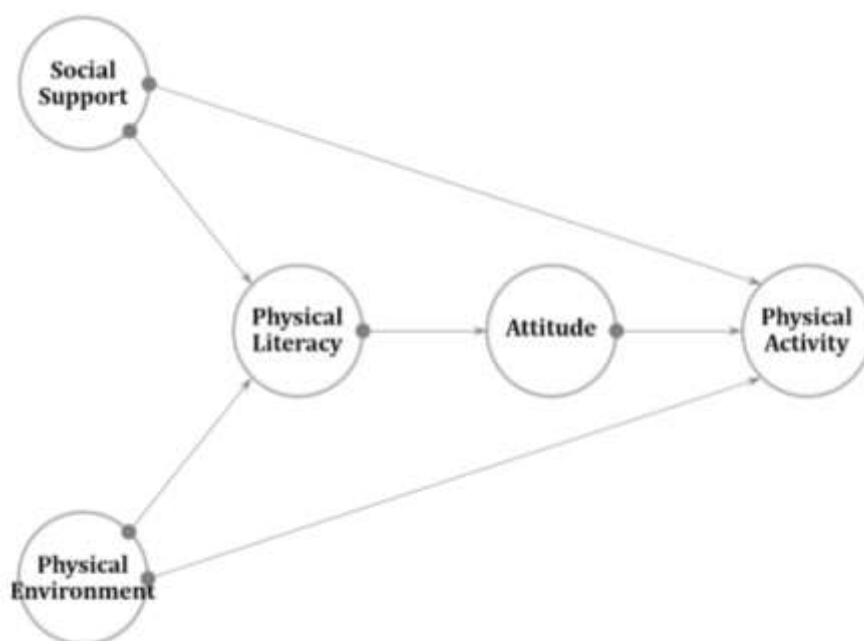 Social
Support
Physical
Literacy
Attitude
Physical
Activity
Physical
Environment